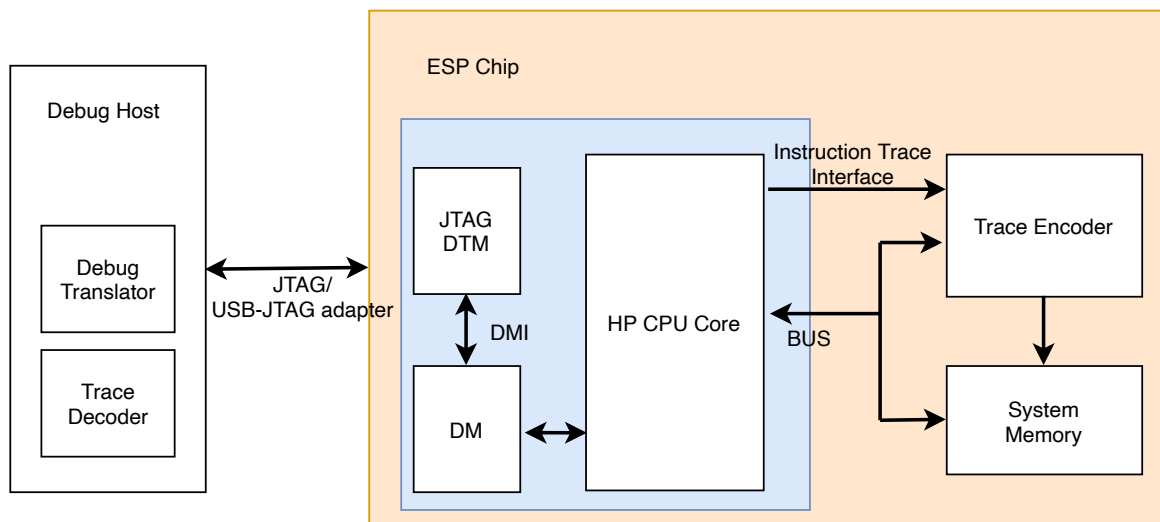 ESP Chip
Debug Host
Debug
Translator
Trace
Decoder
JTAG/
USB-JTAG adapter
JTAG
DTM
DMI
DM
HP CPU Core
Instruction Trace
Interface
BUS
Trace Encoder
System
Memory